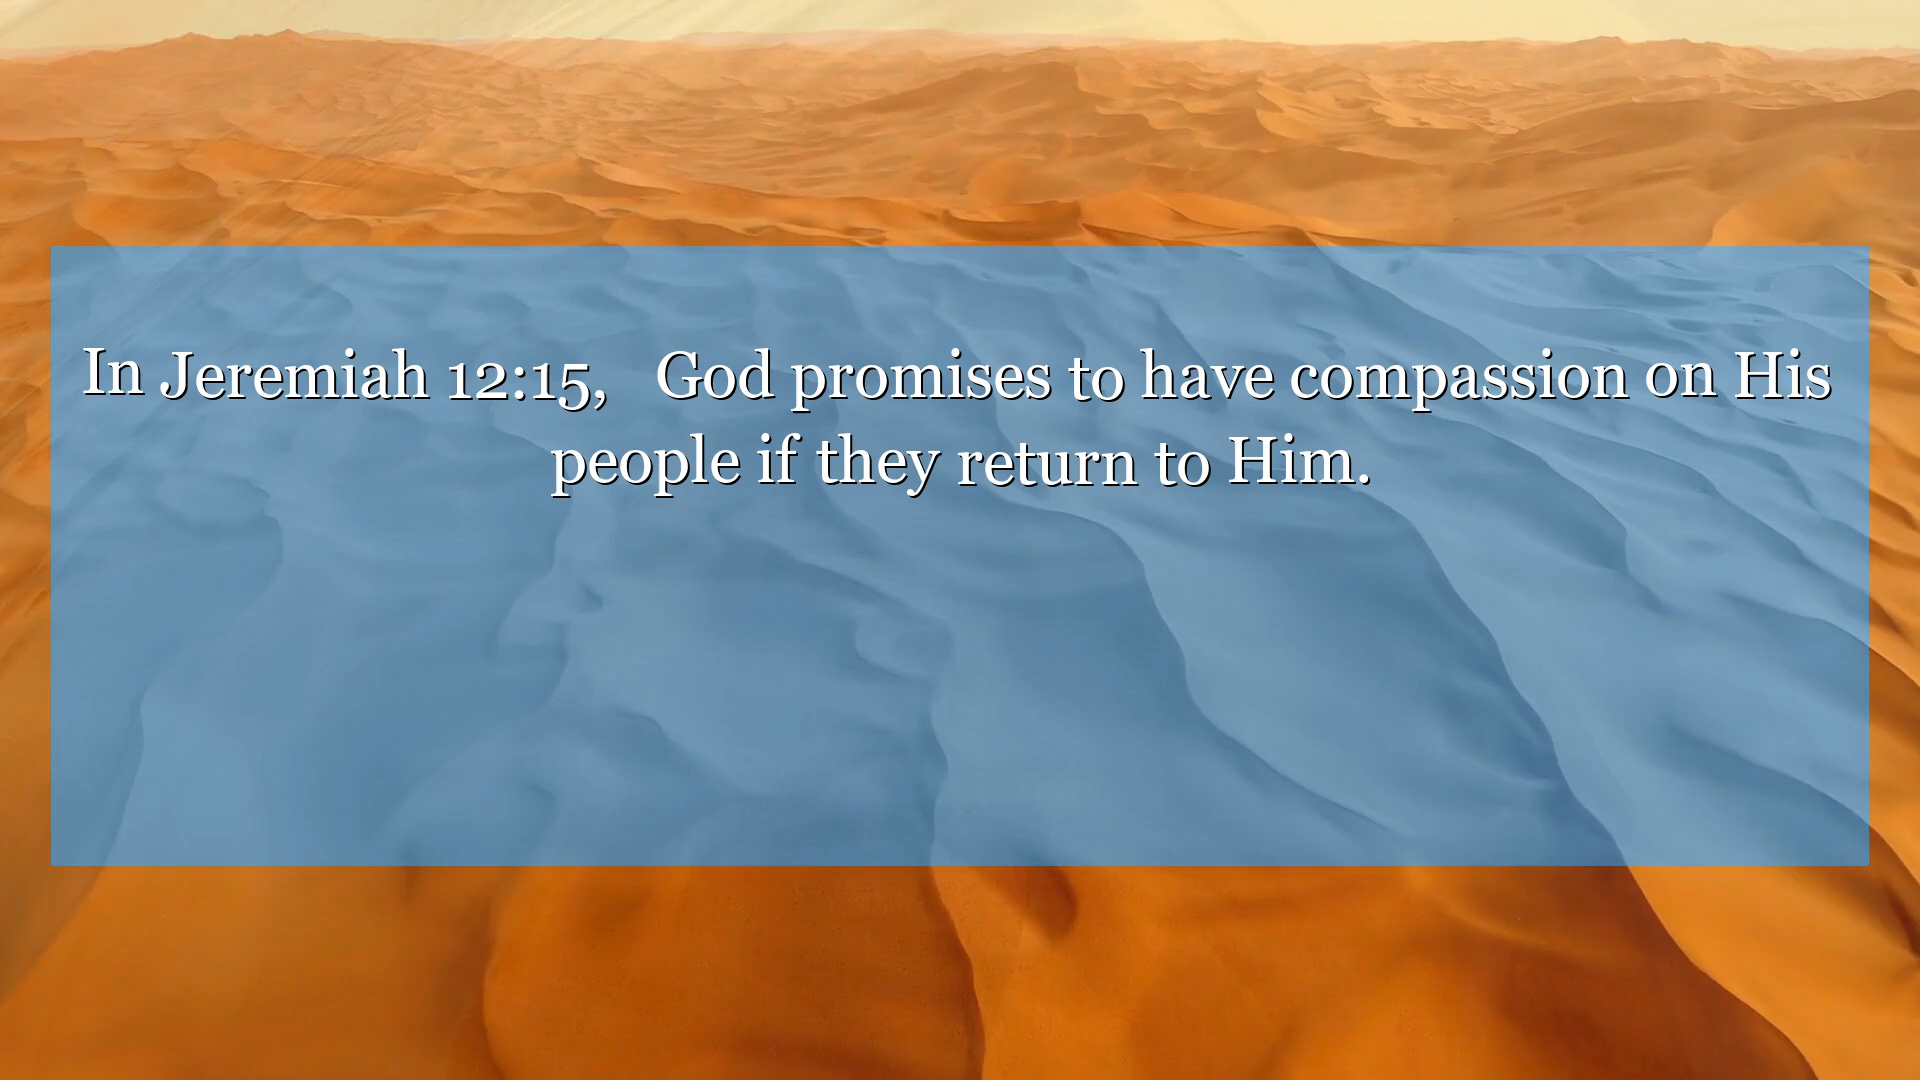 In Jeremiah 12:15,   God promises to have compassion on His
people if they return to Him.